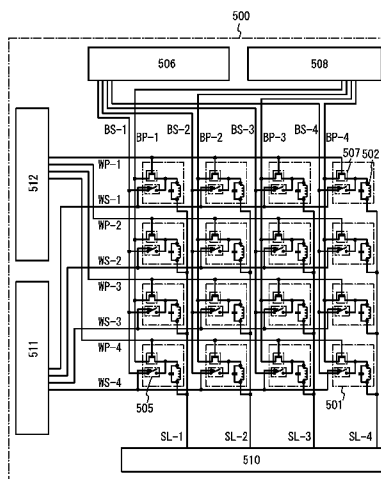 500
506
508
BS-1
BP-1
BS-2
BP-2
BS-3
BP-3
BS-4
BP-4
507
502
512
WP-1
WS-1
WP-2
WS-2
WP-3
WS-3
WP-4
WS-4
511
505
501
SL-1
SL-2
SL-3
SL-4
510